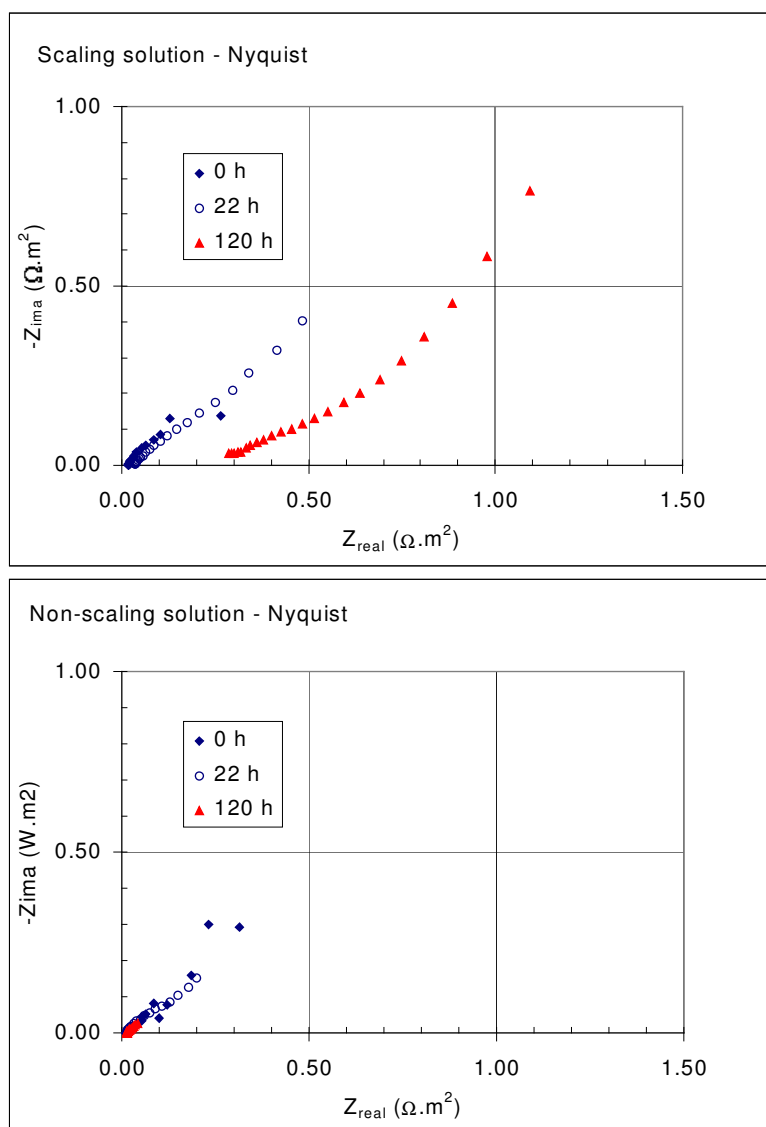 Scaling solution - Nyquist
1.00
0 h
22 h
120 h
-Zima (Ω.m2)
0.50
0.00
0.00 0.50 1.00 1.50
Zreal (Ω.m2)
Non-scaling solution - Nyquist
1.00
0 h
22 h
120 h
-Zima (W.m2)
0.50
0.00
0.00 0.50 1.00 1.50
Zreal (Ω.m2)